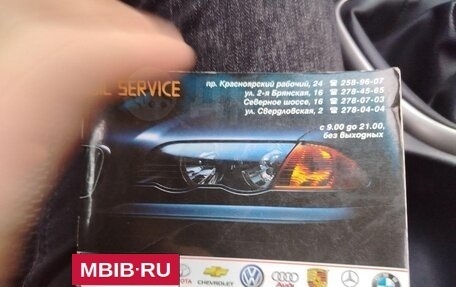 SERVICE
пр. Красноярский рабочий, 24 ☎ 258-96-07
ул. 2-я Брянская, 16 ☎ 278-45-85
Северное шоссе, 16 ☎ 278-07-03
ул. Свердловская, 2 ☎ 278-04-04
с 9.00 до 21.00,
без выходных
CHEVROLET
Audi
MBIB·RU